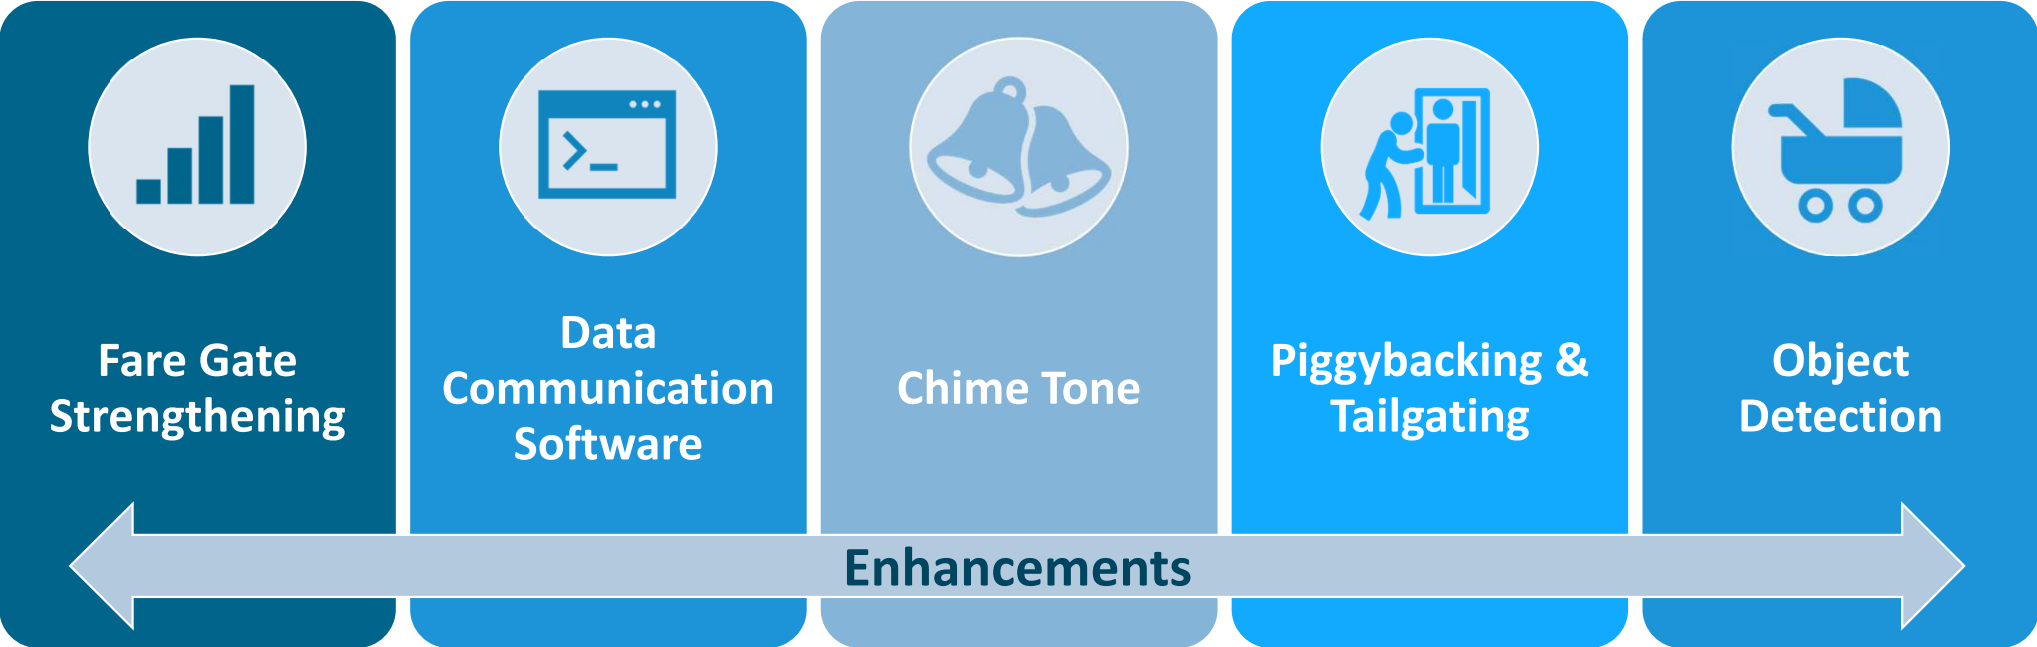 Fare Gate
Strengthening
Data
Communication
Software
Chime Tone
Piggybacking &
Tailgating
Object
Detection
Enhancements